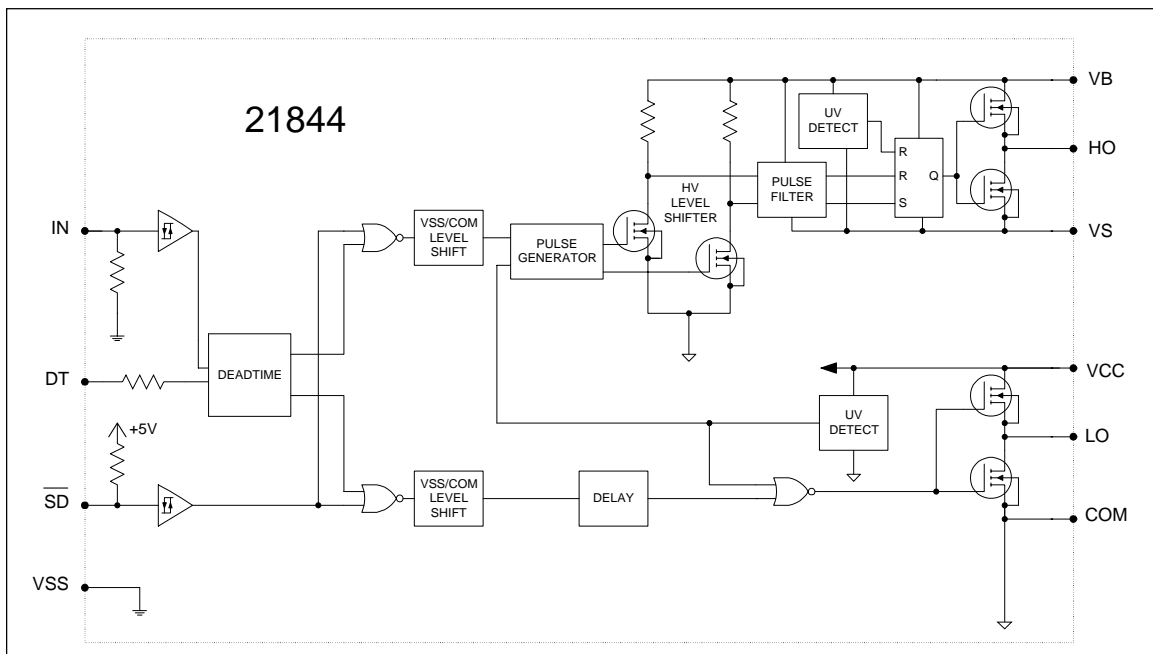 21844
VB
UV
DETECT
R
R
S
Q
HO
PULSE
FILTER
HV
LEVEL
SHIFTER
VS
IN
VSS/COM
LEVEL
SHIFT
PULSE
GENERATOR
DEADTIME
DT
VCC
UV
DETECT
LO
+5V
SD
VSS/COM
LEVEL
SHIFT
DELAY
COM
VSS